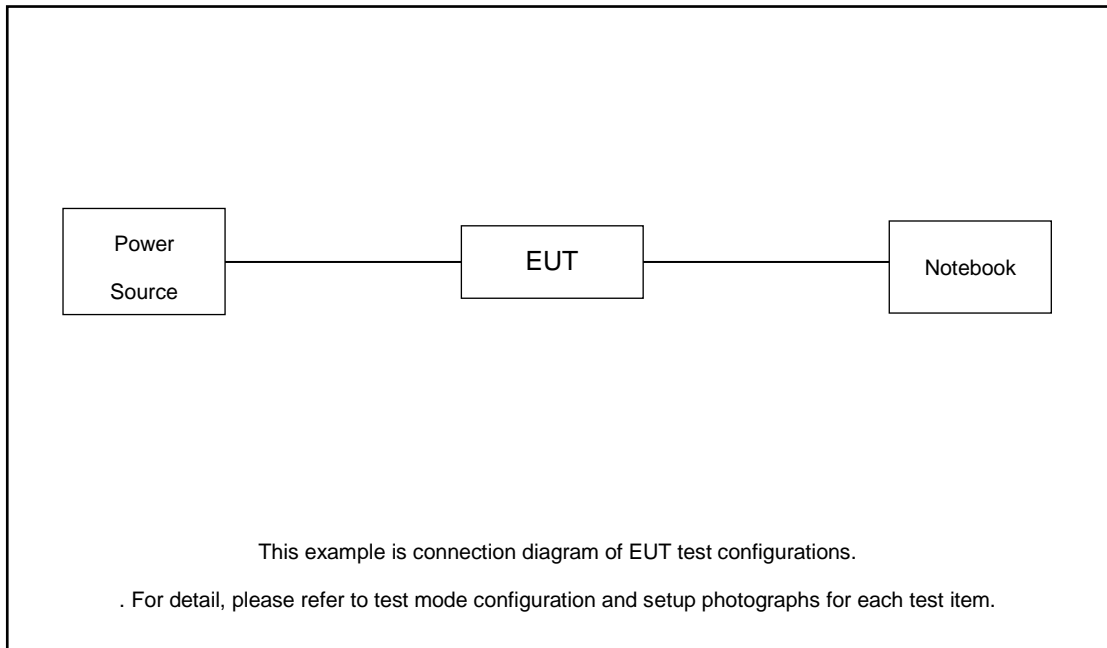 Power
Source
EUT
Notebook
This example is connection diagram of EUT test configurations.
. For detail, please refer to test mode configuration and setup photographs for each test item.